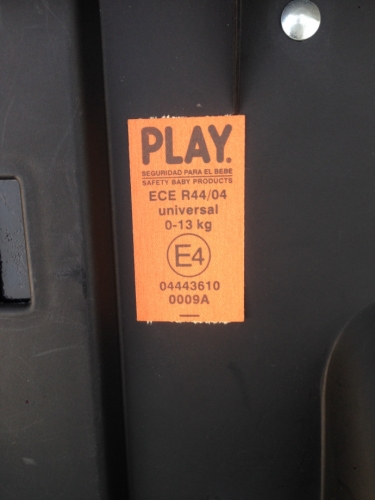 PLAY.
SEGURIDAD PARA EL BEBE
SAFETY BABY PRODUCTS
ECE R44/04
universal
0-13 kg
E4
04443610
0009A